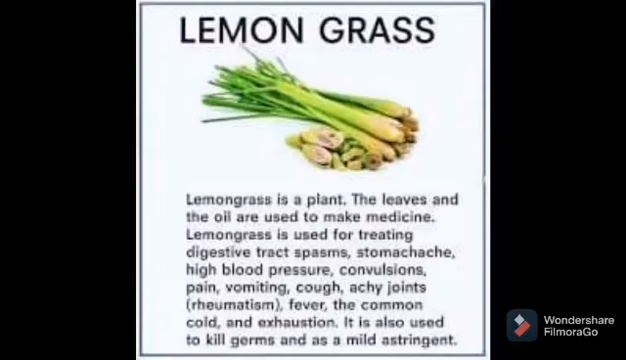 LEMON GRASS
Lemongrass is a plant. The leaves and
the oil are used to make medicine.
Lemongrass is used for treating
digestive tract spasms, stomachache,
high blood pressure, convulsions,
pain, vomiting, cough, achy joints
(rheumatism), fever, the common
cold, and exhaustion. It is also used
to kill germs and as a mild astringent.
Wondershare
FilmoraGo